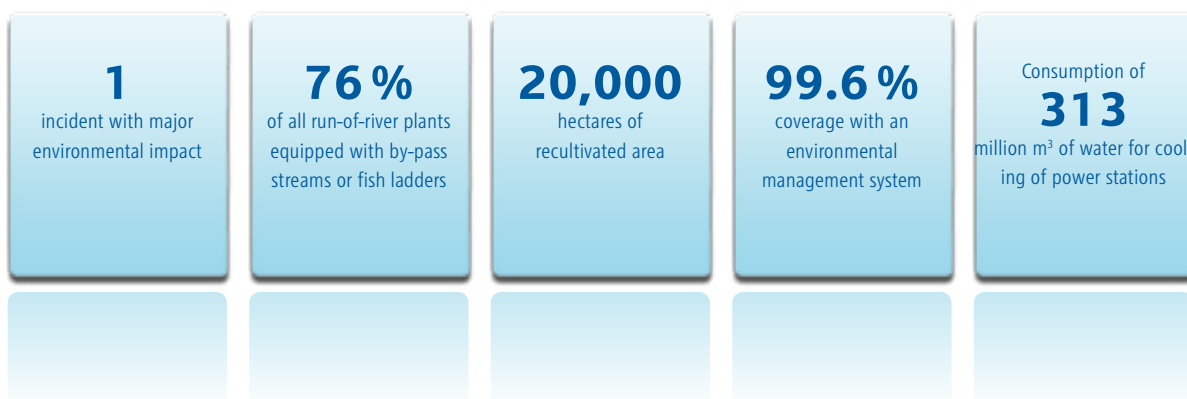 1
incident with major
environmental impact
76 %
of all run-of-river plants
equipped with by-pass
streams or fish ladders
20,000
hectares of
recultivated area
99.6 %
coverage with an
environmental
management system
Consumption of
313
million m³ of water for cool
ing of power stations